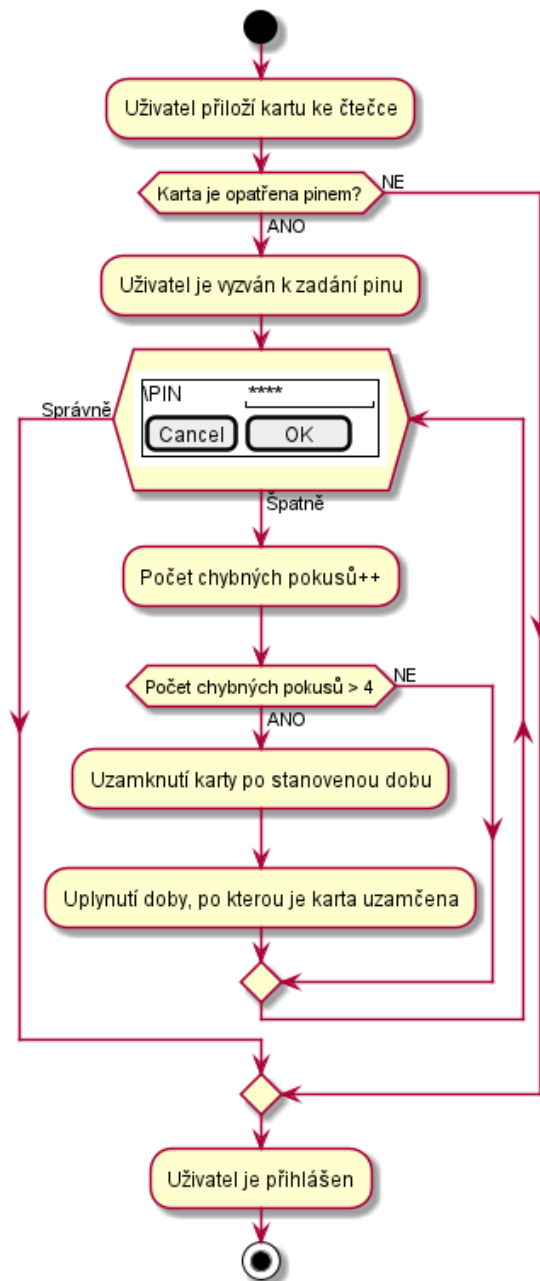 Uživatel přiloží kartu ke čtečce
Karta je opatřena pinem?
NE
ANO
Uživatel je vyzván k zadání pinu
Správně
\PIN ****
Cancel OK
Špatně
Počet chybných pokusů++
Počet chybných pokusů > 4
NE
ANO
Uzamknutí karty po stanovenou dobu
Uplynutí doby, po kterou je karta uzamčena
Uživatel je přihlášen